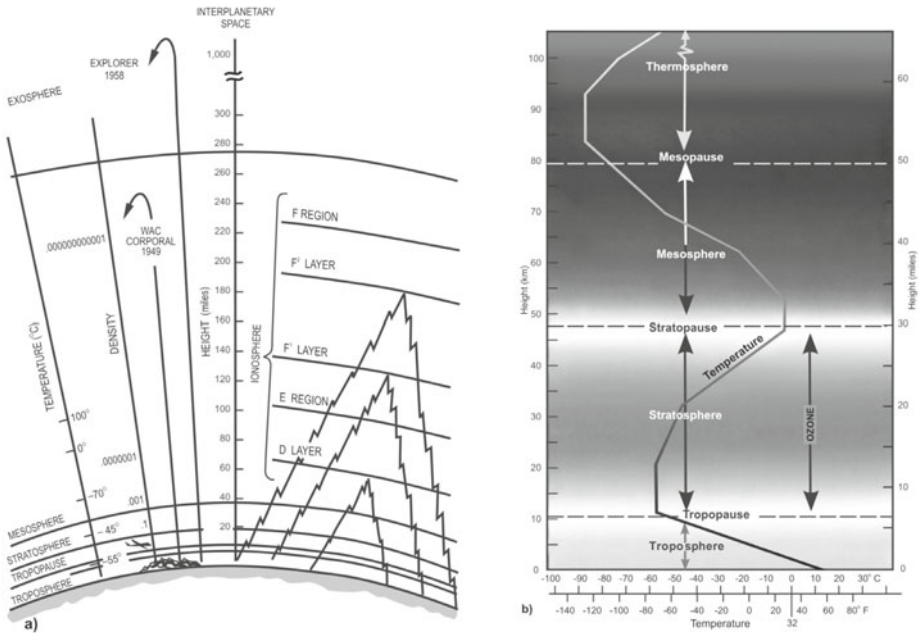 INTERPLANETARY
SPACE
1,000
EXPLORER
1958
EXOSPHERE
300
280
260
240
220
200
180
160
140
120
100
80
60
40
20
WAC
CORPORAL
1949
.000000000001
.0000001
.001
.1
TEMPERATURE (°C)
DENSITY
HEIGHT (miles)
IONOSPHERE
F REGION
F² LAYER
F¹ LAYER
E REGION
D LAYER
100°
0°
–70°
– 45°
–55°
MESOSPHERE
STRATOSPHERE
TROPOPAUSE
TROPOSPHERE
a)
100
90
80
70
60
50
40
30
20
10
0
Height (km)
Thermosphere
Mesopause
Mesosphere
Stratopause
Temperature
Stratosphere
OZONE
Tropopause
Troposphere
60
50
40
30
20
10
0
Height (miles)
-100 -90 -80 -70 -60 -50 -40 -30 -20 -10 0 10 20 30° C
-140 -120 -100 -80 -60 -40 -20 0 20 40 60 80° F
32
Temperature
b)